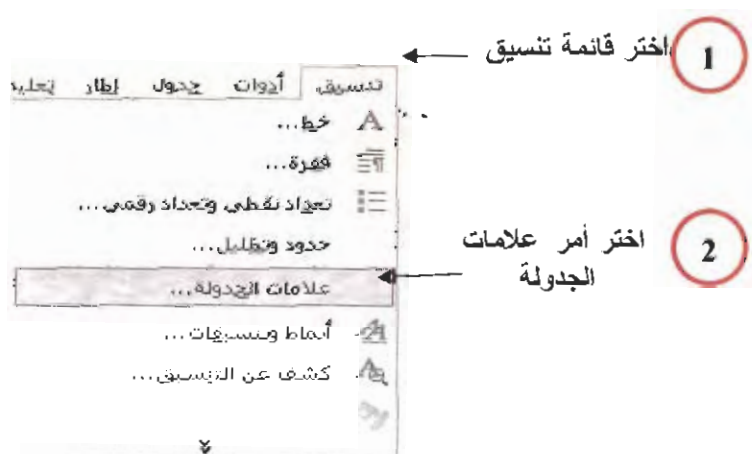 1
اختر قائمة تنسيق
تنسيق أدوات جدول إطار تعليم
خط...
فقرة...
تعداد نقطي وتعداد رقمي...
حدود وتظليل...
2
اختر أمر علامات
الجدولة
علامات الجدولة...
أنماط وتنسيقات...
كشف عن التنسيق...